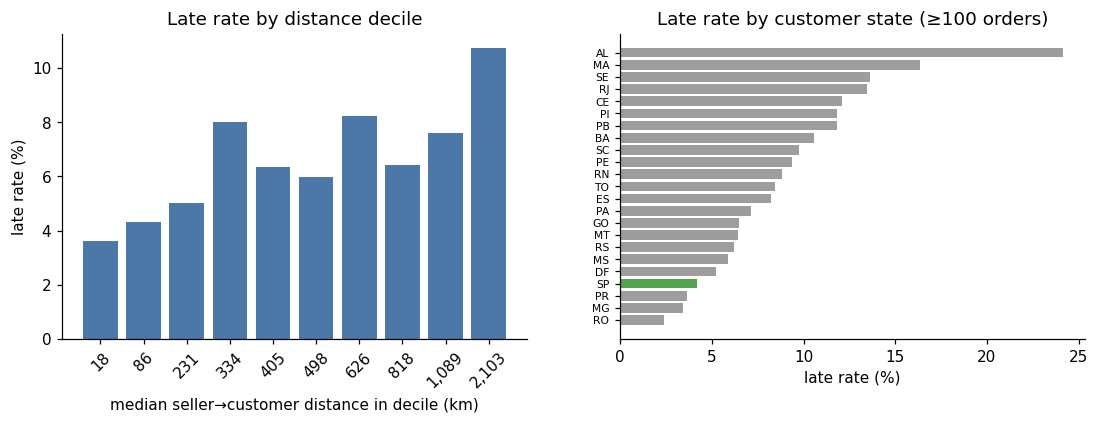 Late rate by distance decile
late rate (%)
10
8
6
4
2
0
18 86 231 334 405 498 626 818 1,089 2,103
median seller→customer distance in decile (km)
Late rate by customer state (≥100 orders)
AL
MA
SE
RJ
CE
PI
PB
BA
SC
PE
RN
TO
ES
PA
GO
MT
RS
MS
DF
SP
PR
MG
RO
0 5 10 15 20 25
late rate (%)